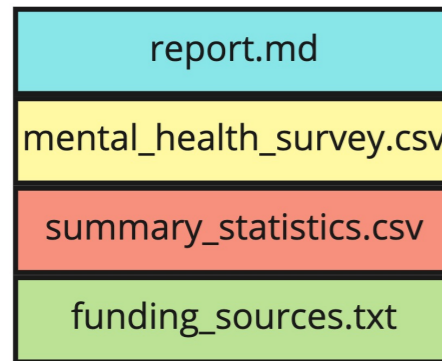 report.md
mental_health_survey.csv
summary_statistics.csv
funding_sources.txt